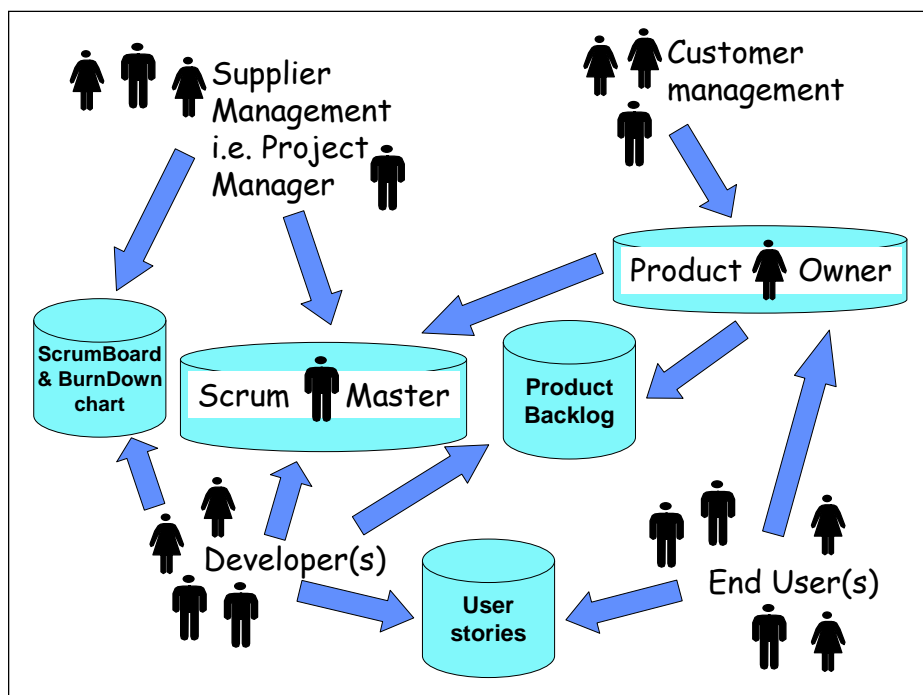 Supplier
Management
i.e. Project
Manager
Customer
management
Product Owner
ScrumBoard
& BurnDown
chart
Scrum Master
Product
Backlog
Developer(s)
User
stories
End User(s)